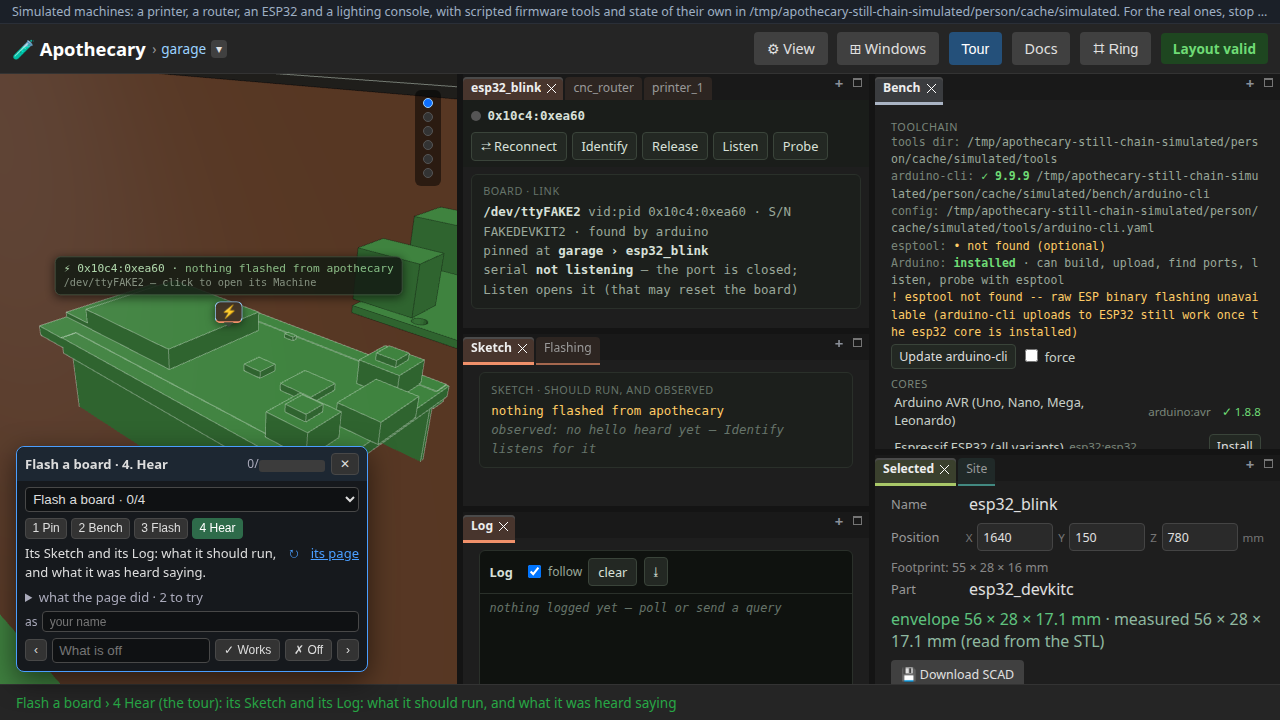 Simulated machines: a printer, a router, an ESP32 and a lighting console, with scripted firmware tools and state of their own in /tmp/apothecary-still-chain-simulated/person/cache/simulated. For the real ones, stop ...
🧪 Apothecary › garage ▾
⚙ View
⊞ Windows
Tour
Docs
⌗ Ring
Layout valid
⚡ 0x10c4:0xea60 · nothing flashed from apothecary
/dev/ttyFAKE2 — click to open its Machine
Flash a board · 4. Hear
0/
✕
Flash a board · 0/4
1 Pin
2 Bench
3 Flash
4 Hear
Its Sketch and its Log: what it should run, ↻ its page
and what it was heard saying.
▶ what the page did · 2 to try
as your name
‹ What is off ✓ Works ✗ Off ›
esp32_blink ✕ cnc_router printer_1
0x10c4:0xea60
⇄ Reconnect Identify Release Listen Probe
BOARD · LINK
/dev/ttyFAKE2 vid:pid 0x10c4:0xea60 · S/N
FAKEDEVKIT2 · found by arduino
pinned at garage › esp32_blink
serial not listening — the port is closed;
Listen opens it (that may reset the board)
Sketch ✕ Flashing
SKETCH · SHOULD RUN, AND OBSERVED
nothing flashed from apothecary
observed: no hello heard yet — Identify
listens for it
Log ✕
Log follow clear ⭳
nothing logged yet — poll or send a query
Bench ✕
TOOLCHAIN
tools dir: /tmp/apothecary-still-chain-simulated/pers
on/cache/simulated/tools
arduino-cli: ✓ 9.9.9 /tmp/apothecary-still-chain-simu
lated/person/cache/simulated/bench/arduino-cli
config: /tmp/apothecary-still-chain-simulated/person/
cache/simulated/tools/arduino-cli.yaml
esptool: • not found (optional)
Arduino: installed · can build, upload, find ports, l
isten, probe with esptool
! esptool not found -- raw ESP binary flashing unavai
lable (arduino-cli uploads to ESP32 still work once t
he esp32 core is installed)
Update arduino-cli force
CORES
Arduino AVR (Uno, Nano, Mega,
Leonardo)
arduino:avr ✓ 1.8.8
Espressif ESP32 (all variants) esp32:esp32 Install
Selected ✕ Site
Name esp32_blink
Position X 1640 Y 150 Z 780 mm
Footprint: 55 × 28 × 16 mm
Part esp32_devkitc
envelope 56 × 28 × 17.1 mm · measured 56 × 28 ×
17.1 mm (read from the STL)
💾 Download SCAD
Flash a board › 4 Hear (the tour): its Sketch and its Log: what it should run, and what it was heard saying